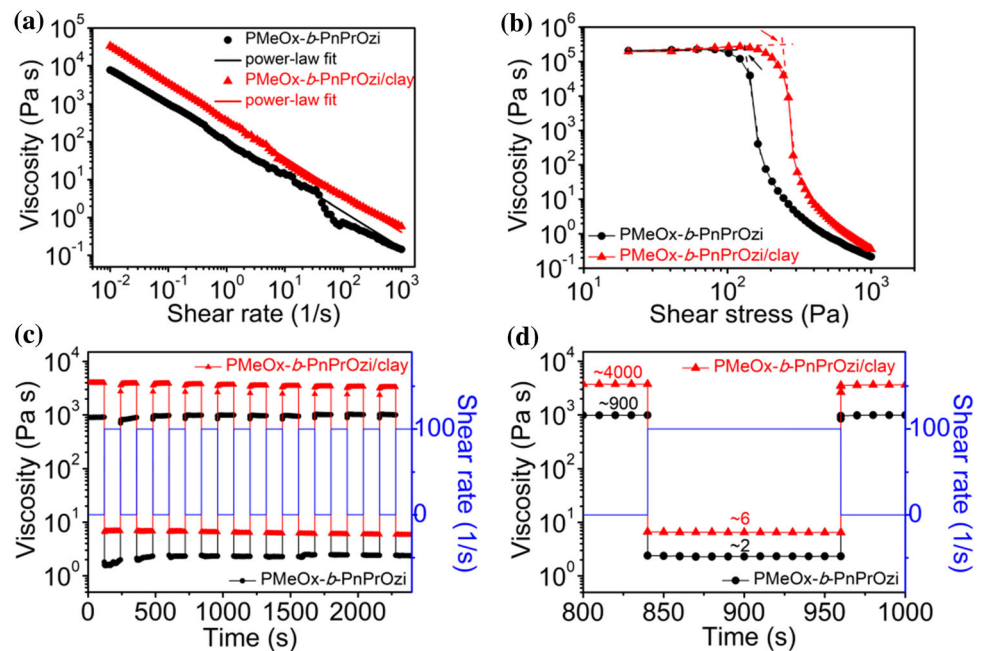 (a)
Viscosity (Pa s)
10^5
10^4
10^3
10^2
10^1
10^0
10^-1
PMeOx-b-PnPrOzi
power-law fit
PMeOx-b-PnPrOzi/clay
power-law fit
10^-2 10^-1 10^0 10^1 10^2 10^3
Shear rate (1/s)
(b)
Viscosity (Pa s)
10^6
10^5
10^4
10^3
10^2
10^1
10^0
10^-1
PMeOx-b-PnPrOzi
PMeOx-b-PnPrOzi/clay
10^1 10^2 10^3
Shear stress (Pa)
(c)
Viscosity (Pa s)
10^4
10^3
10^2
10^1
10^0
PMeOx-b-PnPrOzi/clay
PMeOx-b-PnPrOzi
100
0
Shear rate (1/s)
0 500 1000 1500 2000
Time (s)
(d)
Viscosity (Pa s)
10^4
10^3
10^2
10^1
10^0
PMeOx-b-PnPrOzi/clay
~4000
~900
~6
~2
PMeOx-b-PnPrOzi
100
0
Shear rate (1/s)
800 850 900 950 1000
Time (s)